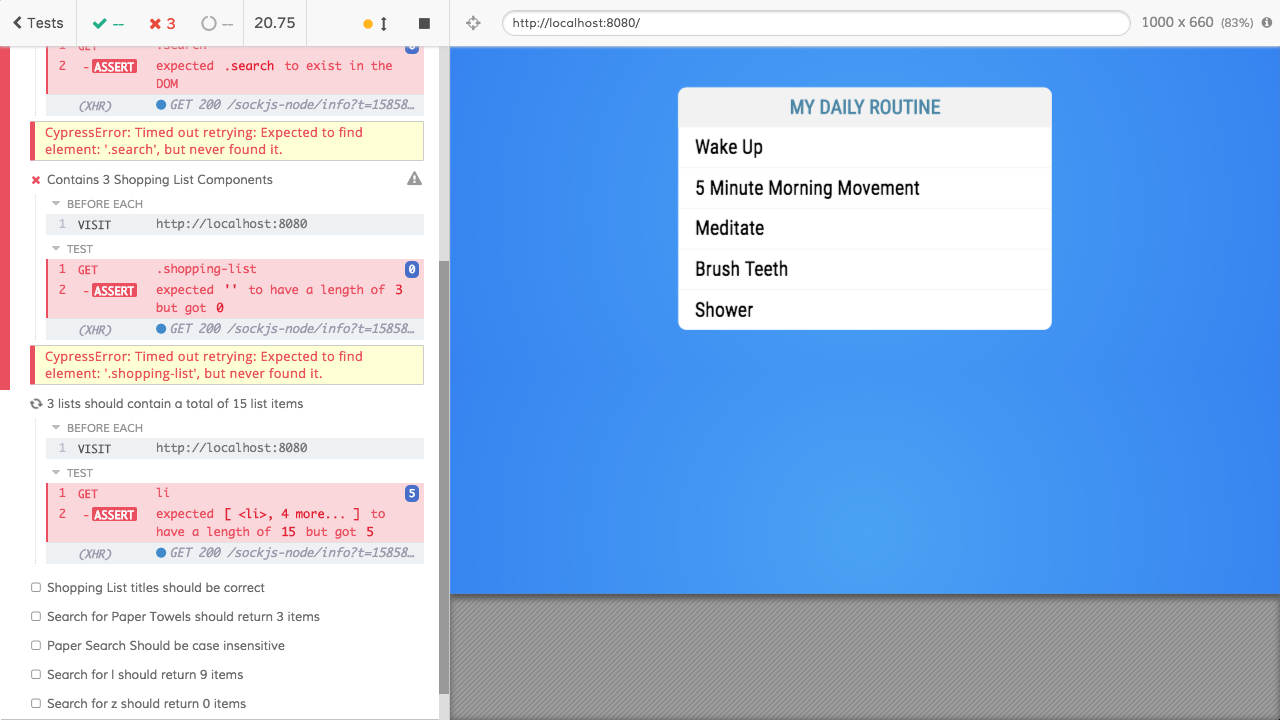 Tests
--
3
--
20.75
http://localhost:8080/
1000 x 660 (83%)
1 GET .search
2 -ASSERT expected .search to exist in the
DOM
(XHR) GET 200 /sockjs-node/info?t=15858…
CypressError: Timed out retrying: Expected to find
element: '.search', but never found it.
Contains 3 Shopping List Components
BEFORE EACH
1 VISIT http://localhost:8080
TEST
1 GET .shopping-list 0
2 -ASSERT expected '' to have a length of 3
but got 0
(XHR) GET 200 /sockjs-node/info?t=15858…
CypressError: Timed out retrying: Expected to find
element: '.shopping-list', but never found it.
3 lists should contain a total of 15 list items
BEFORE EACH
1 VISIT http://localhost:8080
TEST
1 GET li 5
2 -ASSERT expected [ <li>, 4 more... ] to
have a length of 15 but got 5
(XHR) GET 200 /sockjs-node/info?t=15858…
Shopping List titles should be correct
Search for Paper Towels should return 3 items
Paper Search Should be case insensitive
Search for l should return 9 items
Search for z should return 0 items
MY DAILY ROUTINE
Wake Up
5 Minute Morning Movement
Meditate
Brush Teeth
Shower